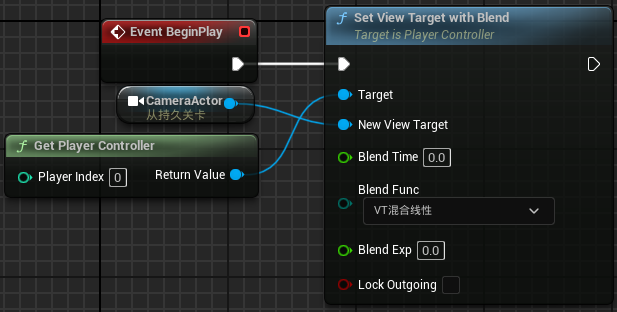 Event BeginPlay
CameraActor
从持久关卡
Get Player Controller
Player Index 0
Return Value
Set View Target with Blend
Target is Player Controller
Target
New View Target
Blend Time 0.0
Blend Func
VT混合线性
Blend Exp 0.0
Lock Outgoing